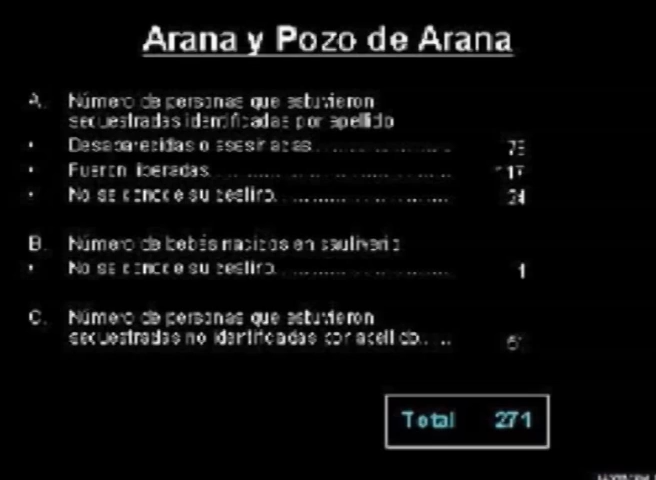 Arana y Pozo de Arana
A. Número de personas que estuvieron
secuestradas identificadas por apellido
• Desaparecidas o asesinadas
• Fueron liberadas
• No se conoce su destino
B. Número de bebés nacidos en cautiverio
• No se conoce su destino 1
C. Número de personas que estuvieron
secuestradas no identificadas por apellido
Total 271